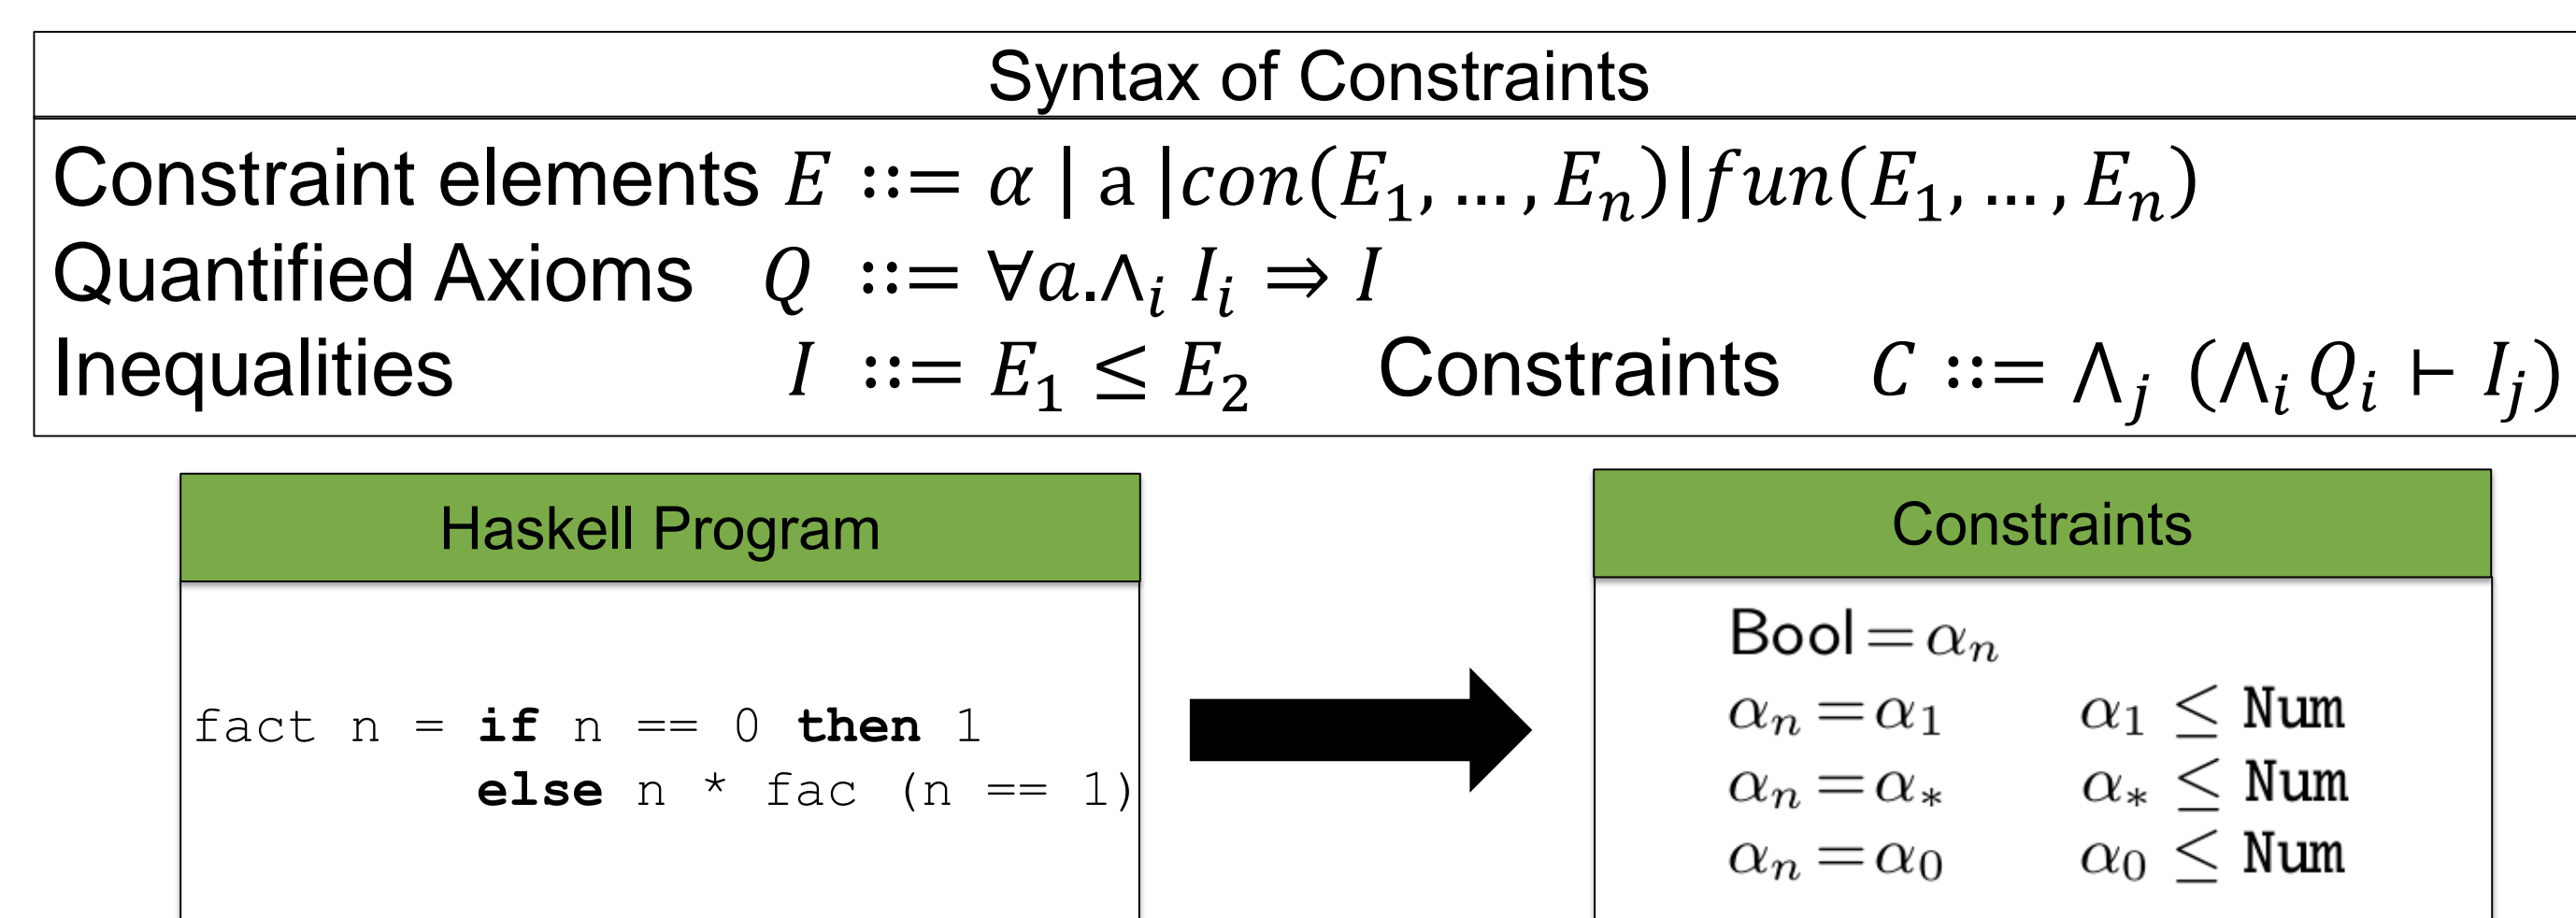 Syntax of Constraints
Constraint elements E ::= α | a |con(E₁, … , Eₙ)|fun(E₁, … , Eₙ)
Quantified Axioms Q ::= ∀a.∧ᵢ Iᵢ ⇒ I
Inequalities I ::= E₁ ≤ E₂ Constraints C ::= ⋀ⱼ (⋀ᵢ Qᵢ ⊢ Iⱼ)
Haskell Program
fact n = if n == 0 then 1
else n * fac (n == 1)
Constraints
Bool = αₙ
αₙ = α₁ α₁ ≤ Num
αₙ = α∗ α∗ ≤ Num
αₙ = α₀ α₀ ≤ Num